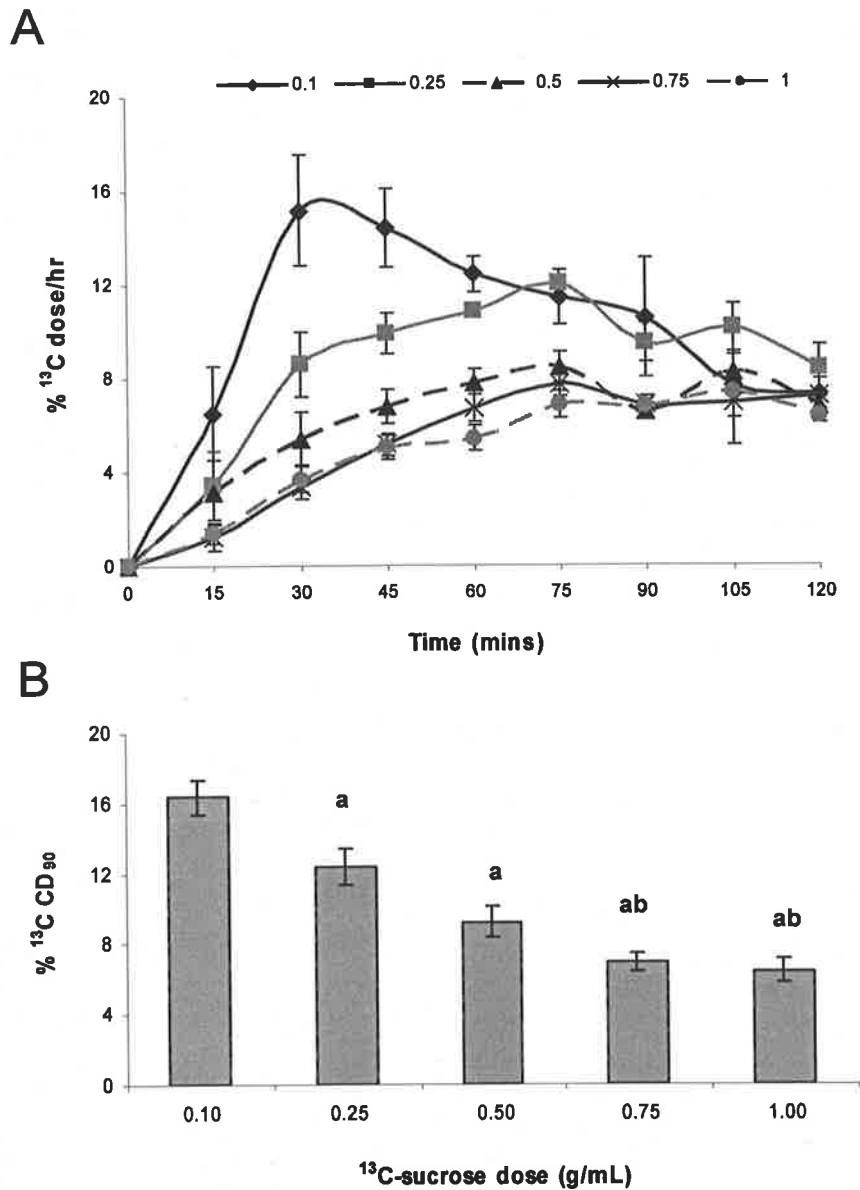 A
0.1 0.25 0.5 0.75 1
20
16
12
8
4
0
% ¹³C dose/hr
0 15 30 45 60 75 90 105 120
Time (mins)
B
20
16
12
8
4
0
% ¹³C CD₉₀
a
a
ab
ab
0.10 0.25 0.50 0.75 1.00
¹³C-sucrose dose (g/mL)